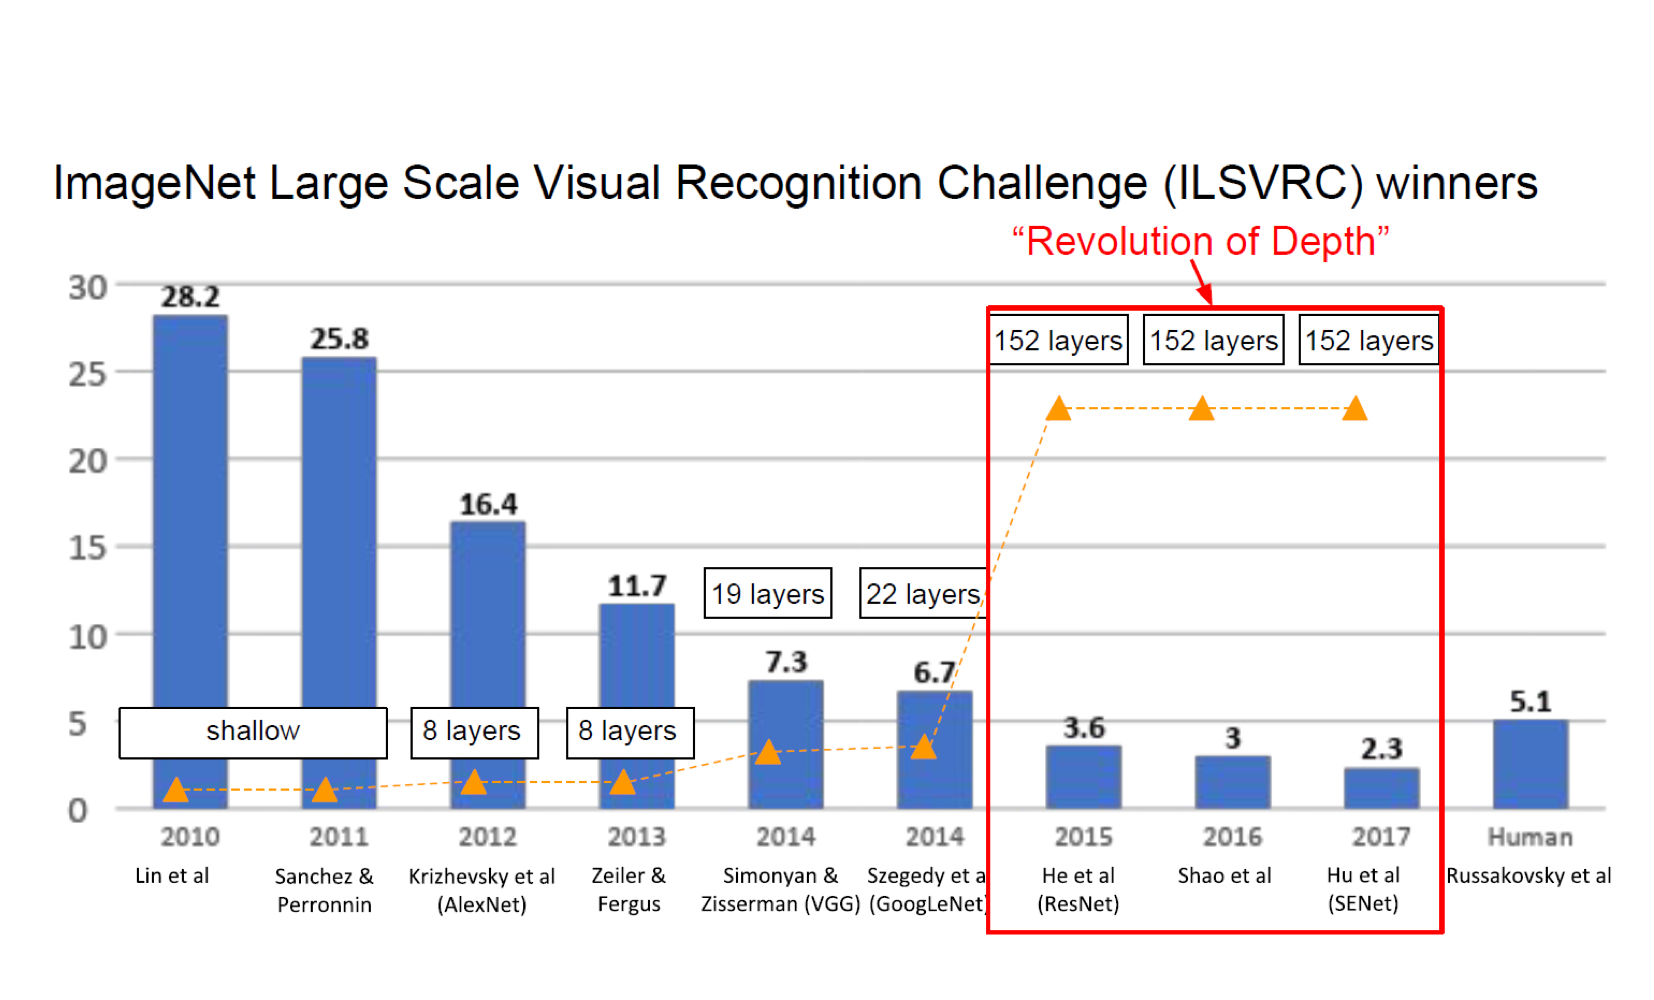 ImageNet Large Scale Visual Recognition Challenge (ILSVRC) winners
“Revolution of Depth”
30
25
20
15
10
5
0
28.2
25.8
16.4
11.7
7.3
6.7
3.6
3
2.3
5.1
shallow
8 layers
8 layers
19 layers
22 layers
152 layers
152 layers
152 layers
2010
2011
2012
2013
2014
2014
2015
2016
2017
Human
Lin et al
Sanchez &
Perronnin
Krizhevsky et al
(AlexNet)
Zeiler &
Fergus
Simonyan &
Zisserman (VGG)
Szegedy et a
(GoogLeNet)
He et al
(ResNet)
Shao et al
Hu et al
(SENet)
Russakovsky et al